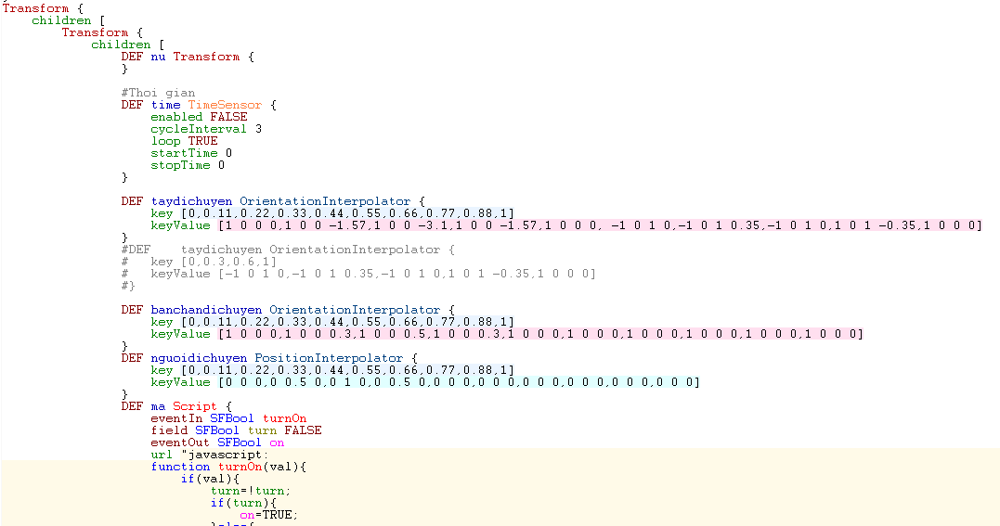 Transform {
children [
Transform {
children [
DEF nu Transform {
}
#Thoi gian
DEF time TimeSensor {
enabled FALSE
cycleInterval 3
loop TRUE
startTime 0
stopTime 0
}
DEF taydichuyen OrientationInterpolator {
key [0,0.11,0.22,0.33,0.44,0.55,0.66,0.77,0.88,1]
keyValue [1 0 0 0,1 0 0 -1.57,1 0 0 -3.1,1 0 0 -1.57,1 0 0 0, -1 0 1 0,-1 0 1 0.35,-1 0 1 0,1 0 1 -0.35,1 0 0 0]
}
#DEF    taydichuyen OrientationInterpolator {
#   key [0,0.3,0.6,1]
#   keyValue [-1 0 1 0,-1 0 1 0.35,-1 0 1 0,1 0 1 -0.35,1 0 0 0]
#}
DEF banchandichuyen OrientationInterpolator {
key [0,0.11,0.22,0.33,0.44,0.55,0.66,0.77,0.88,1]
keyValue [1 0 0 0,1 0 0 0.3,1 0 0 0.5,1 0 0 0.3,1 0 0 0,1 0 0 0,1 0 0 0,1 0 0 0,1 0 0 0,1 0 0 0]
}
DEF nguoidichuyen PositionInterpolator {
key [0,0.11,0.22,0.33,0.44,0.55,0.66,0.77,0.88,1]
keyValue [0 0 0,0 0.5 0,0 1 0,0 0.5 0,0 0 0,0 0 0,0 0 0,0 0 0,0 0 0,0 0 0]
}
DEF ma Script {
eventIn SFBool turnOn
field SFBool turn FALSE
eventOut SFBool on
url "javascript:
function turnOn(val){
if(val){
turn=!turn;
if(turn){
on=TRUE;
}else{